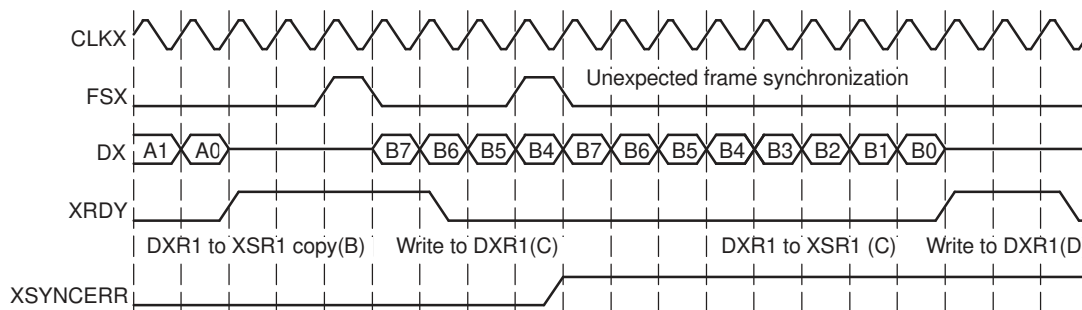 CLKX
Unexpected frame synchronization
FSX
DX A1 A0 B7 B6 B5 B4 B7 B6 B5 B4 B3 B2 B1 B0
XRDY
DXR1 to XSR1 copy(B) Write to DXR1(C) DXR1 to XSR1 (C) Write to DXR1(D
XSYNCERR